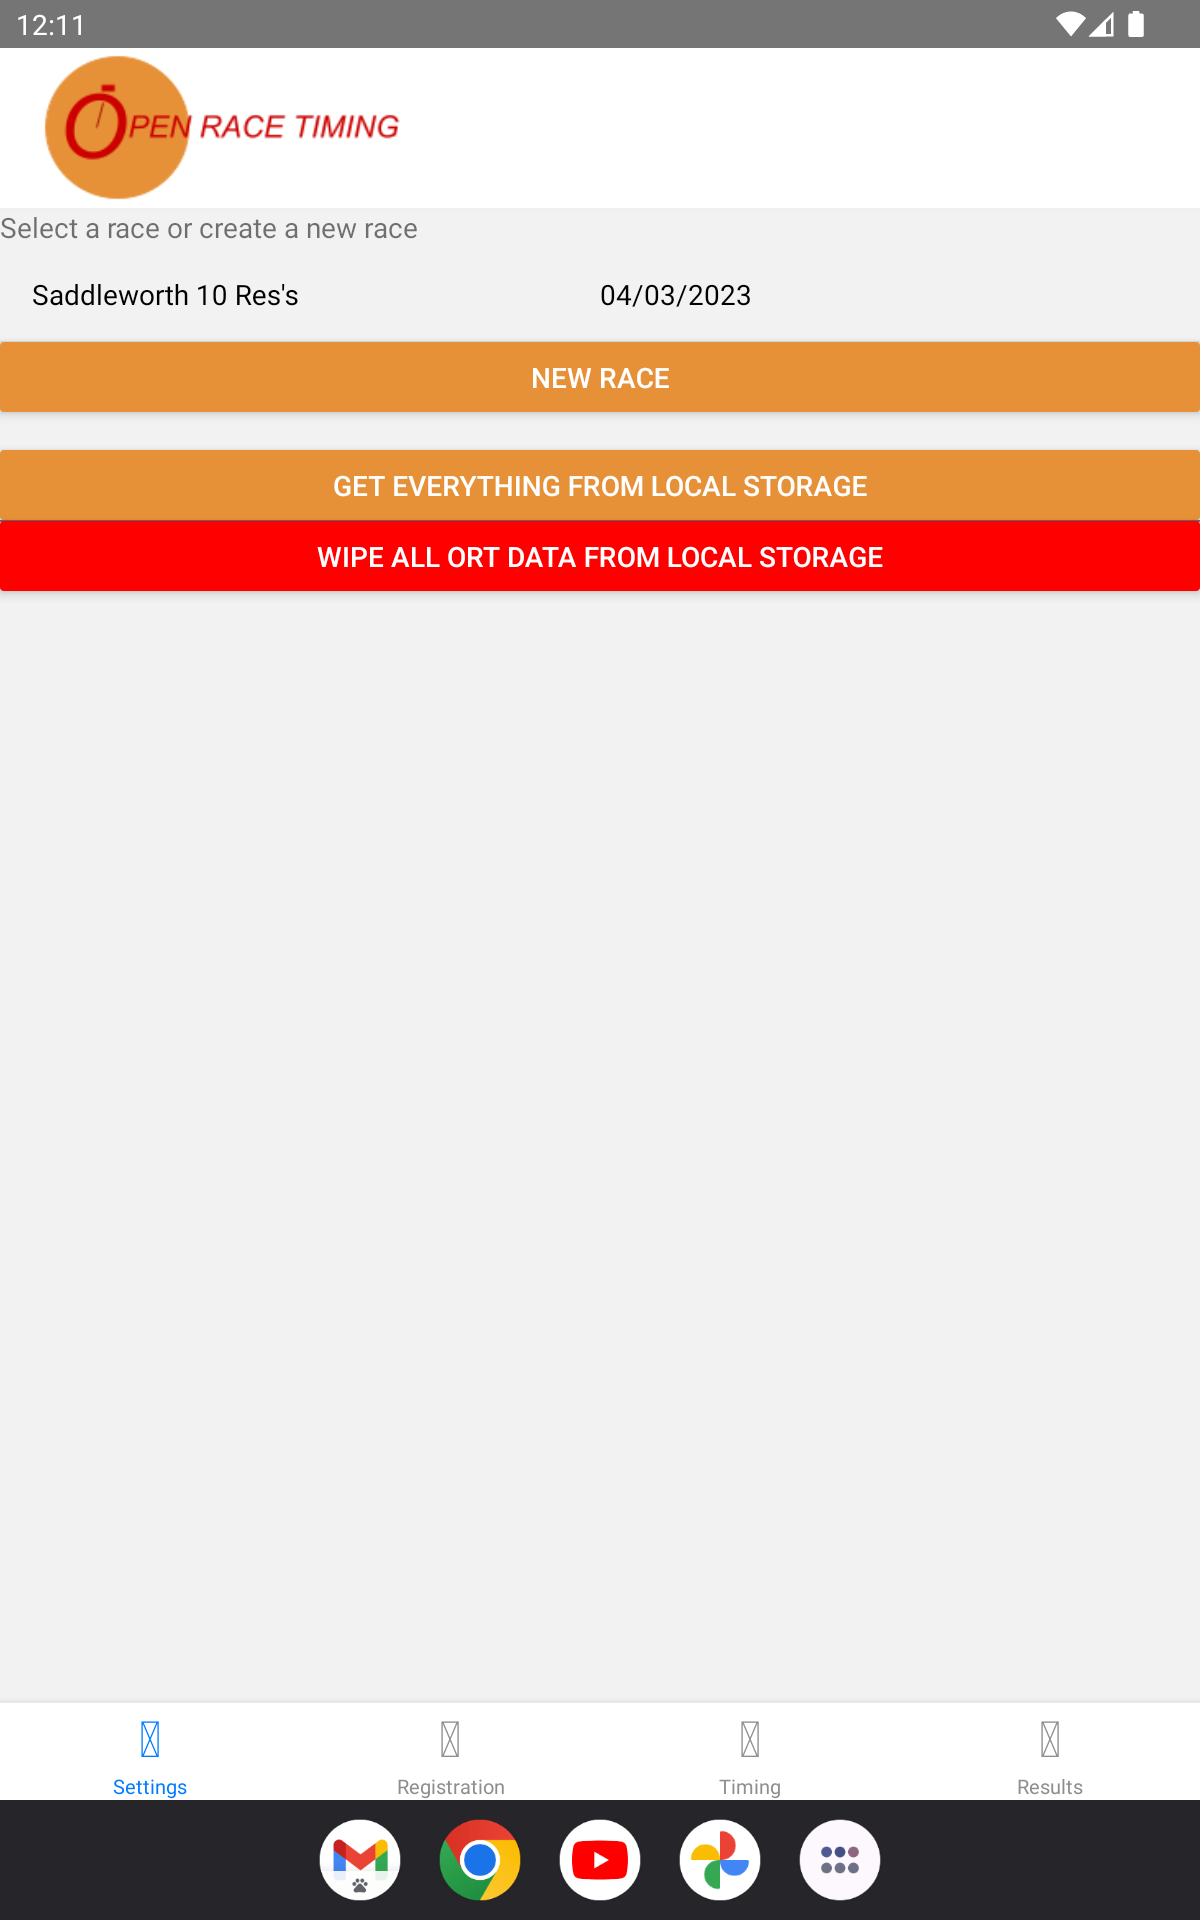 12:11
OPEN RACE TIMING
Select a race or create a new race
Saddleworth 10 Res's 04/03/2023
NEW RACE
GET EVERYTHING FROM LOCAL STORAGE
WIPE ALL ORT DATA FROM LOCAL STORAGE
Settings Registration Timing Results